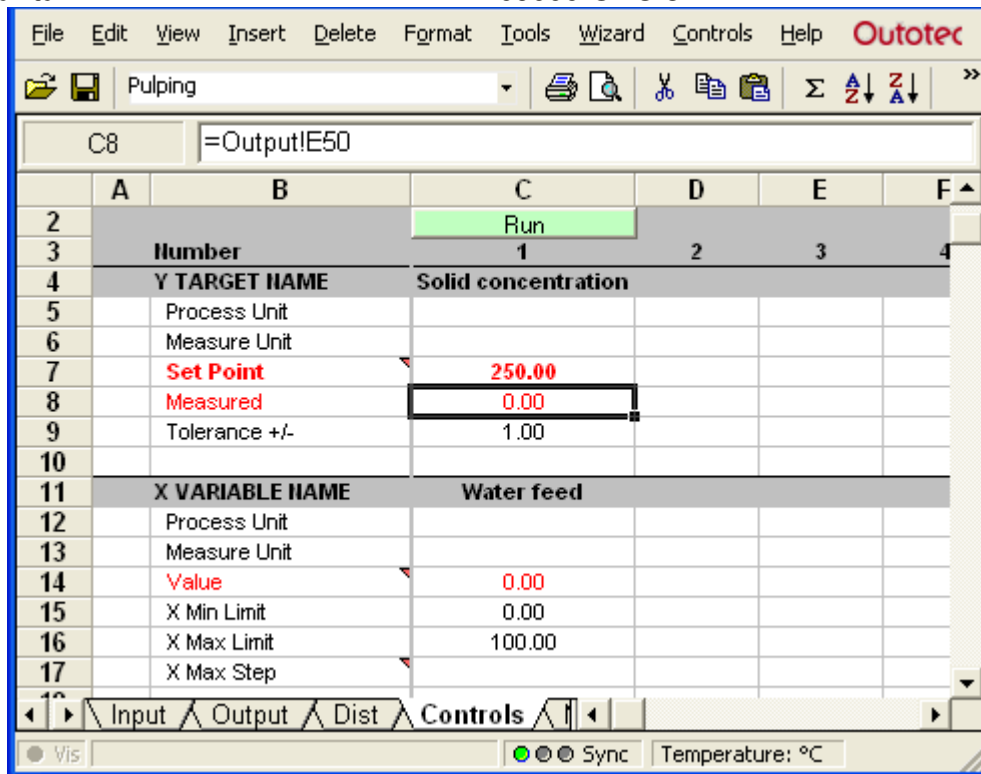 File Edit View Insert Delete Format Tools Wizard Controls Help Outotec
Pulping Σ A Z Z A »
C8 =Output!E50
A B C D E F
2 Run
3 Number 1 2 3 4
4 Y TARGET NAME Solid concentration
5 Process Unit
6 Measure Unit
7 Set Point 250.00
8 Measured 0.00
9 Tolerance +/- 1.00
10
11 X VARIABLE NAME Water feed
12 Process Unit
13 Measure Unit
14 Value 0.00
15 X Min Limit 0.00
16 X Max Limit 100.00
17 X Max Step
Input Output Dist Controls
Vis Sync Temperature: °C